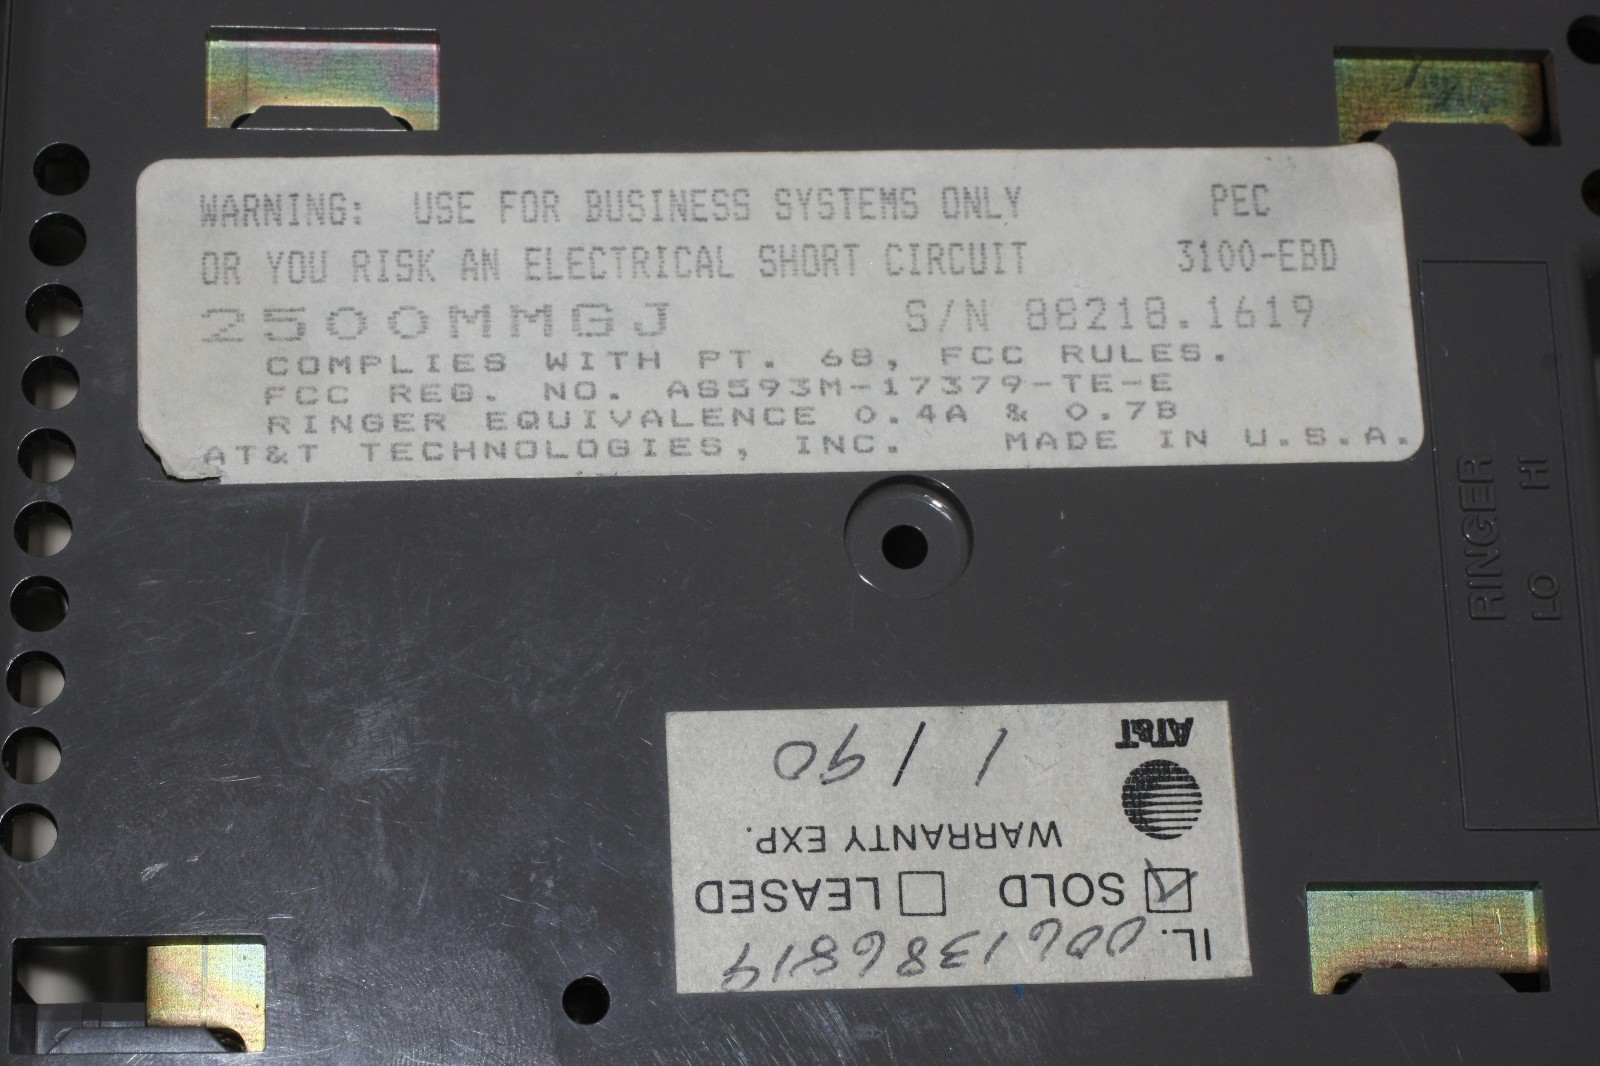 WARNING: USE FOR BUSINESS SYSTEMS ONLY PEC
OR YOU RISK AN ELECTRICAL SHORT CIRCUIT 3100-EBD
2500MMGJ S/N 88218.1619
COMPLIES WITH PT. 68, FCC RULES.
FCC REG. NO. AS593M-17379-TE-E
RINGER EQUIVALENCE 0.4A & 0.7B
AT&T TECHNOLOGIES, INC. MADE IN U.S.A.
RINGER
LO HI
IL. 0061386819
SOLD LEASED
WARRANTY EXP.
1/90
AT&T